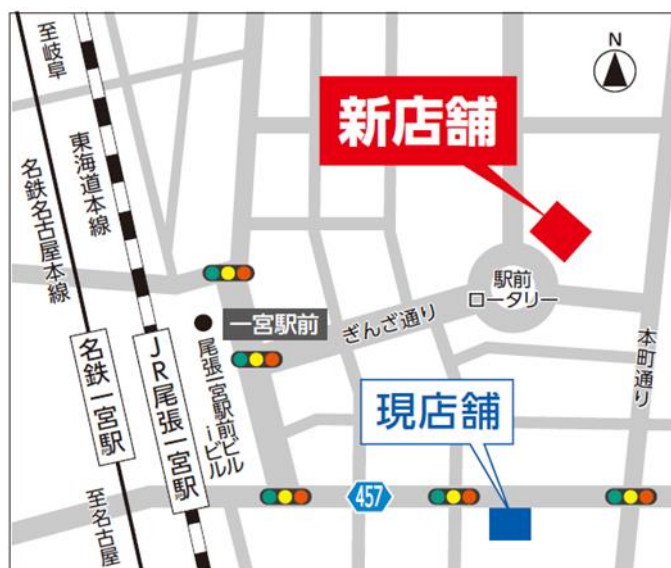 至岐阜
東海道本線
名鉄名古屋本線
名鉄一宮駅
JR尾張一宮駅
至名古屋
尾張一宮駅前ビル
iビル
一宮駅前
ぎんざ通り
新店舗
N
駅前
ロータリー
本町通り
現店舗
457